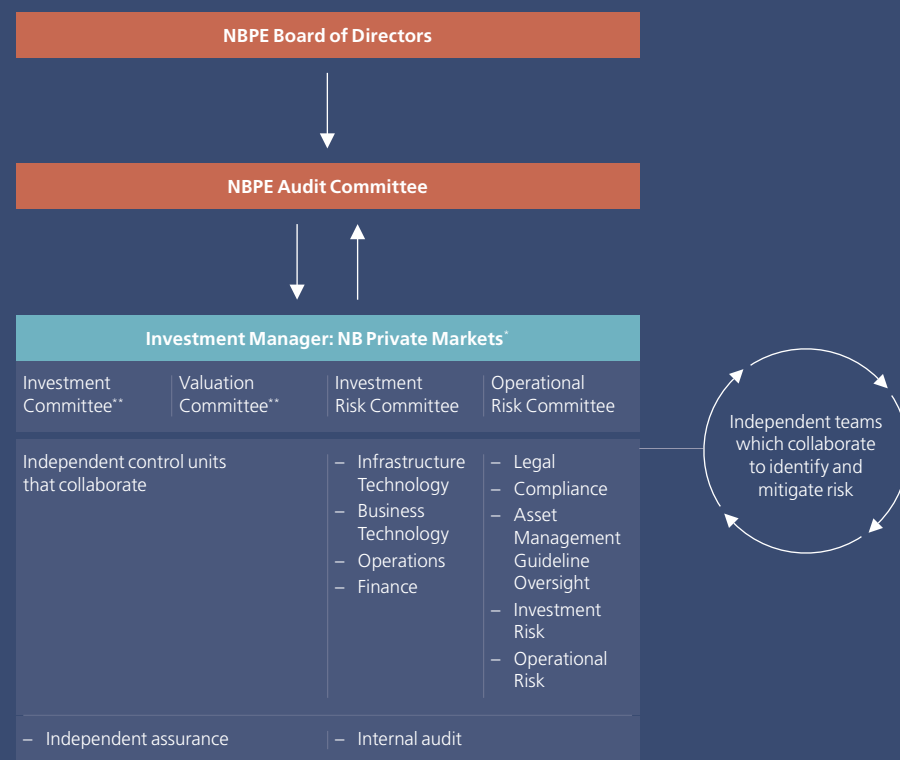 NBPE Board of Directors
NBPE Audit Committee
Investment Manager: NB Private Markets*
Investment
Committee**
Valuation
Committee**
Investment
Risk Committee
Operational
Risk Committee
Independent control units
that collaborate
– Infrastructure
Technology
– Business
Technology
– Operations
– Finance
– Legal
– Compliance
– Asset
Management
Guideline
Oversight
– Investment
Risk
– Operational
Risk
– Independent assurance
– Internal audit
Independent teams
which collaborate
to identify and
mitigate risk